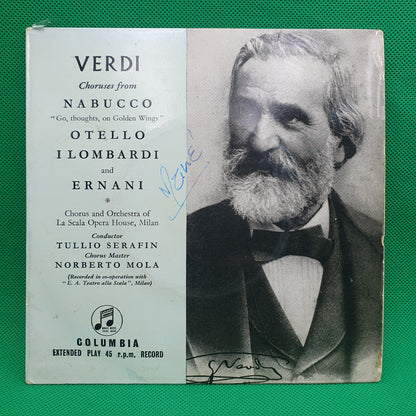 VERDI
Choruses from
NABUCCO
"Go, thoughts, on Golden Wings"
OTELLO
I LOMBARDI
and
ERNANI
Chorus and Orchestra of
La Scala Opera House, Milan
Conductor
TULLIO SERAFIN
Chorus Master
NORBERTO MOLA
(Recorded in co-operation with
"E. A. Teatro alla Scala", Milan)
COLUMBIA
EXTENDED PLAY 45 r.p.m. RECORD
G Verdi